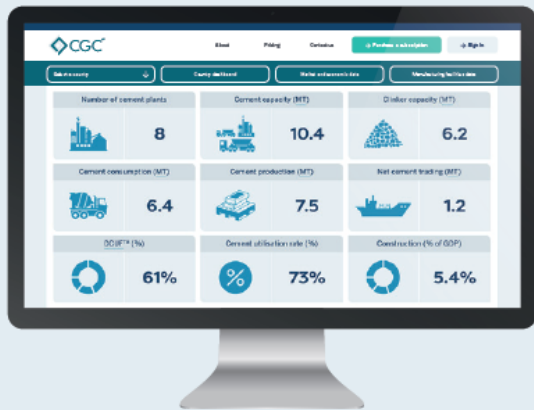 CGC
About Pricing Contact us → Purchase a subscription → Sign in
Select a country County dashboard Market and economic data Manufacturing facilities data
Number of cement plants Cement capacity (MT) Clinker capacity (MT)
8 10.4 6.2
Cement consumption (MT) Cement production (MT) Net cement trading (MT)
6.4 7.5 1.2
(%) Cement utilisation rate (%) Construction (% of GDP)
61% 73% 5.4%